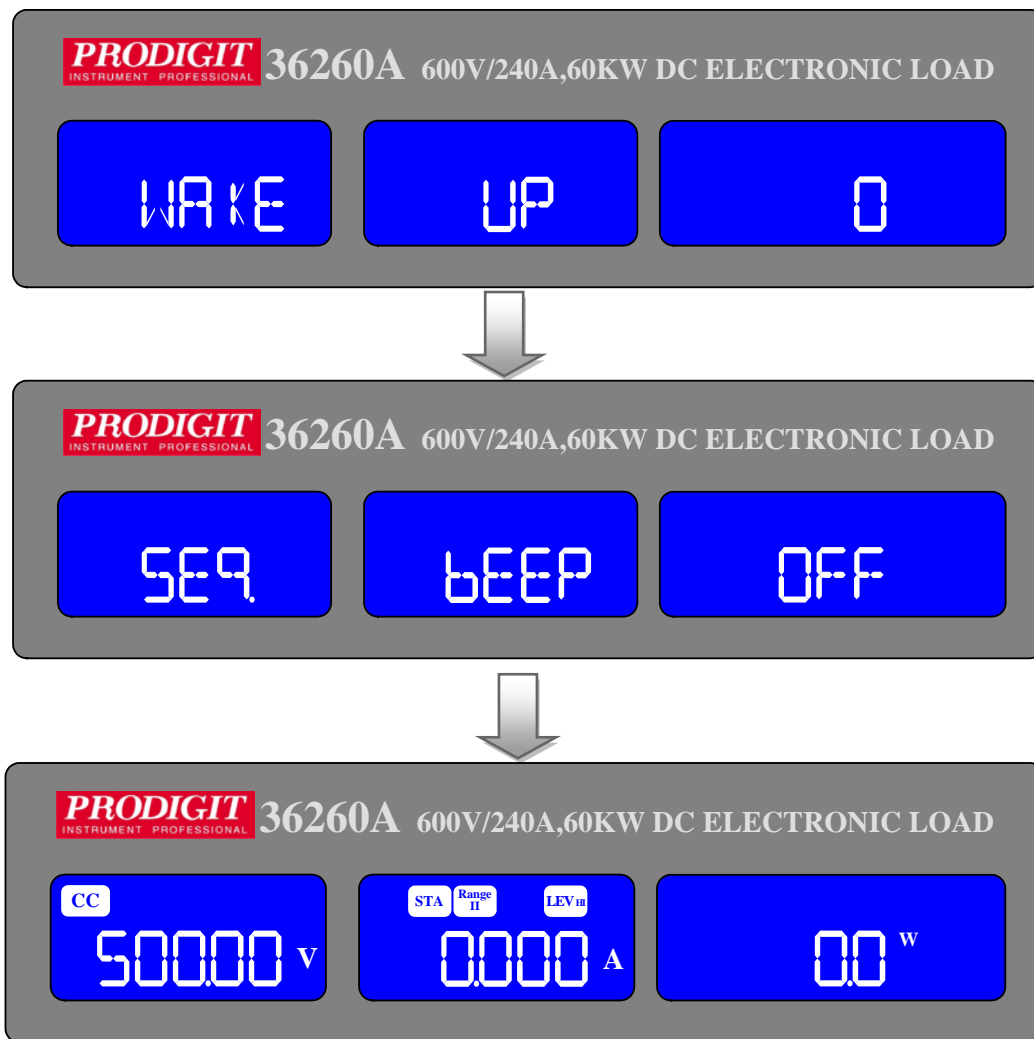 PRODIGIT
INSTRUMENT PROFESSIONAL
36260A 600V/240A,60KW DC ELECTRONIC LOAD
WAKE UP 0
PRODIGIT
INSTRUMENT PROFESSIONAL
36260A 600V/240A,60KW DC ELECTRONIC LOAD
SEq. bEEP OFF
PRODIGIT
INSTRUMENT PROFESSIONAL
36260A 600V/240A,60KW DC ELECTRONIC LOAD
CC STA Range II LEV HI
500.00 V 0.000 A 0.0 W